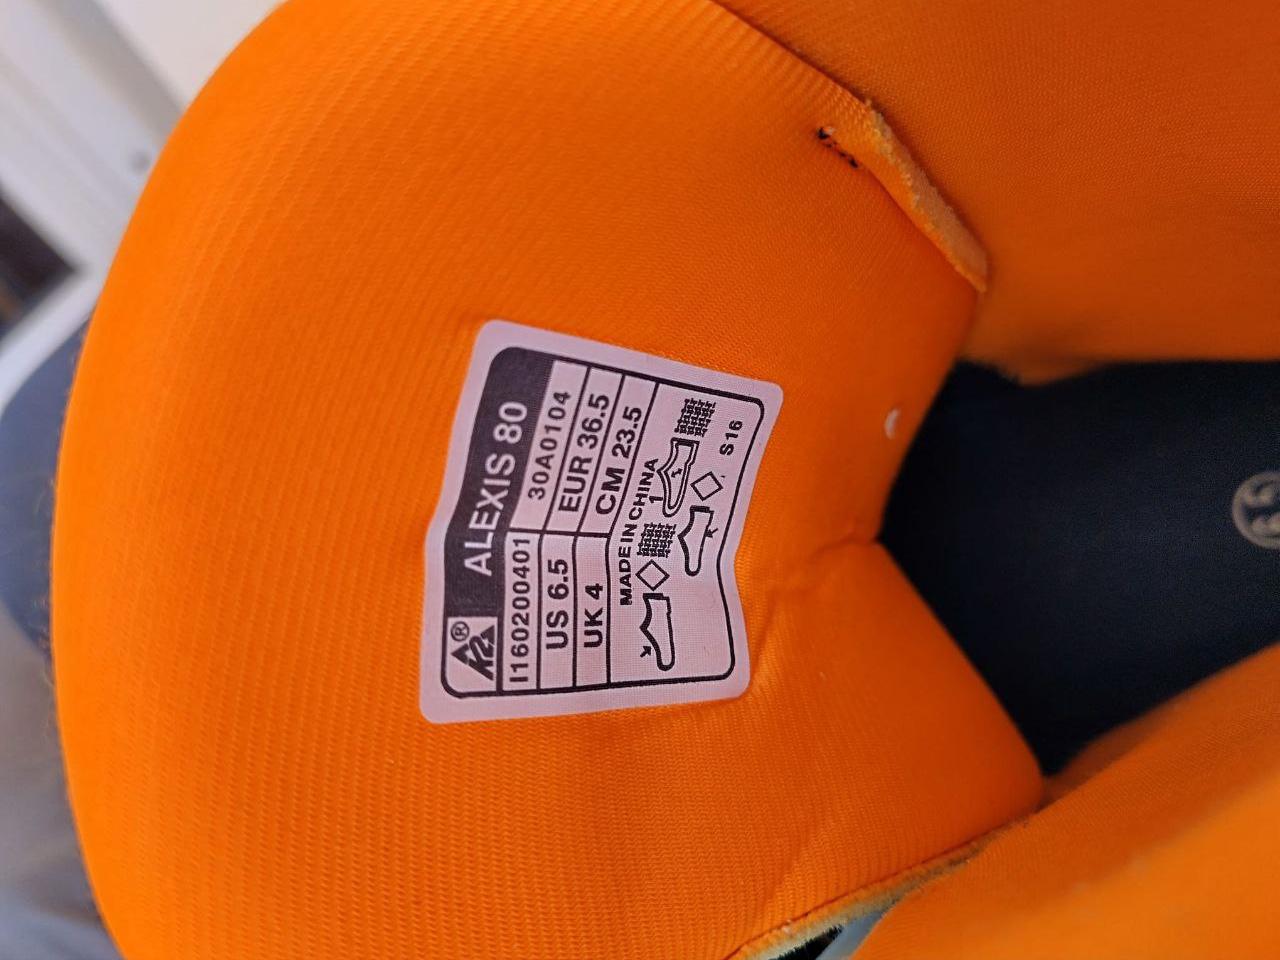 K2®
ALEXIS 80
I160200401 30A0104
US 6.5 EUR 36.5
UK 4 CM 23.5
MADE IN CHINA
1
S16